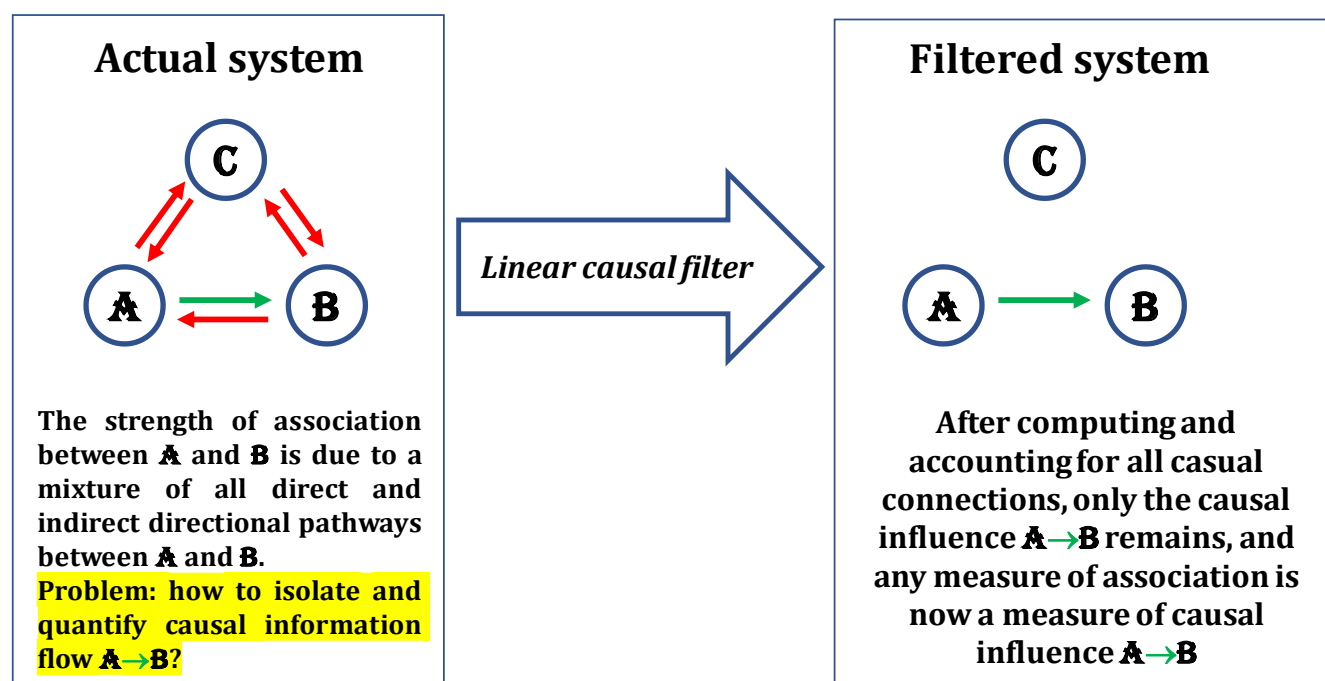 Actual system
C
A
B
The strength of association
between A and B is due to a
mixture of all direct and
indirect directional pathways
between A and B.
Problem: how to isolate and
quantify causal information
flow A→B?
Linear causal filter
Filtered system
C
A
B
After computing and
accounting for all casual
connections, only the causal
influence A→B remains, and
any measure of association is
now a measure of causal
influence A→B